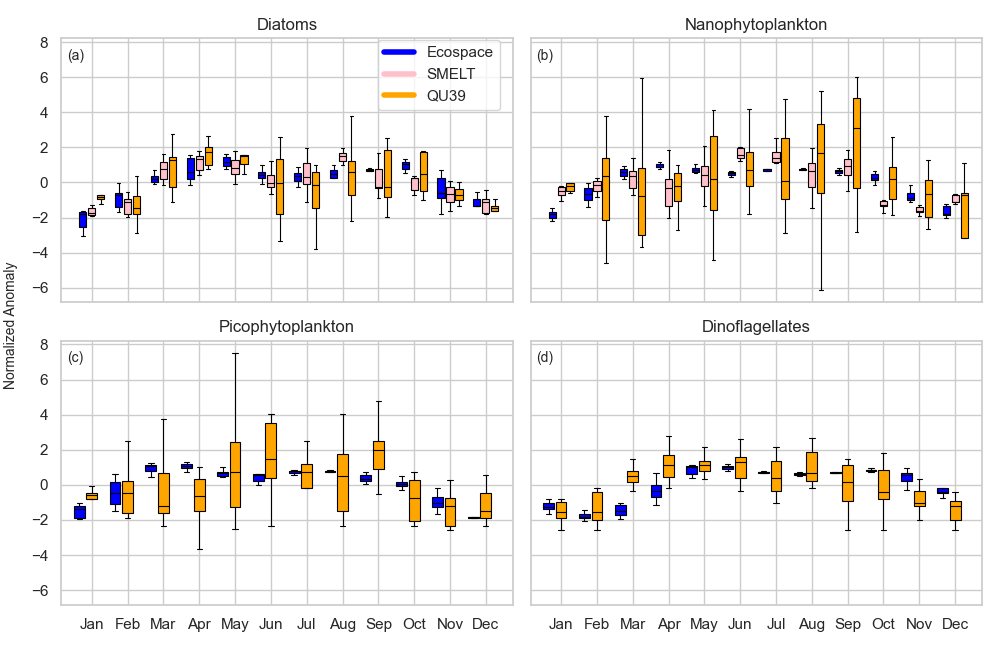 Diatoms
Nanophytoplankton
8
6
4
2
0
−2
−4
−6
(a)
Ecospace
SMELT
QU39
(b)
Normalized Anomaly
Picophytoplankton
Dinoflagellates
8
6
4
2
0
−2
−4
−6
(c)
(d)
Jan Feb Mar Apr May Jun Jul Aug Sep Oct Nov Dec
Jan Feb Mar Apr May Jun Jul Aug Sep Oct Nov Dec